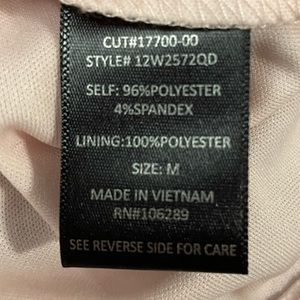 CUT#17700-00
STYLE# 12W2572QD
SELF: 96%POLYESTER
4%SPANDEX
LINING:100%POLYESTER
SIZE: M
MADE IN VIETNAM
RN#106289
SEE REVERSE SIDE FOR CARE